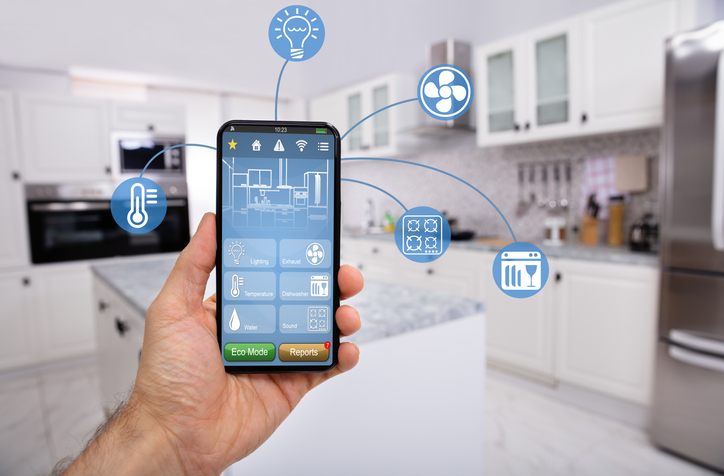 10:23
Lighting
Exhaust
Temperature
Dishwasher
Water
Sound
Eco Mode
Reports
7